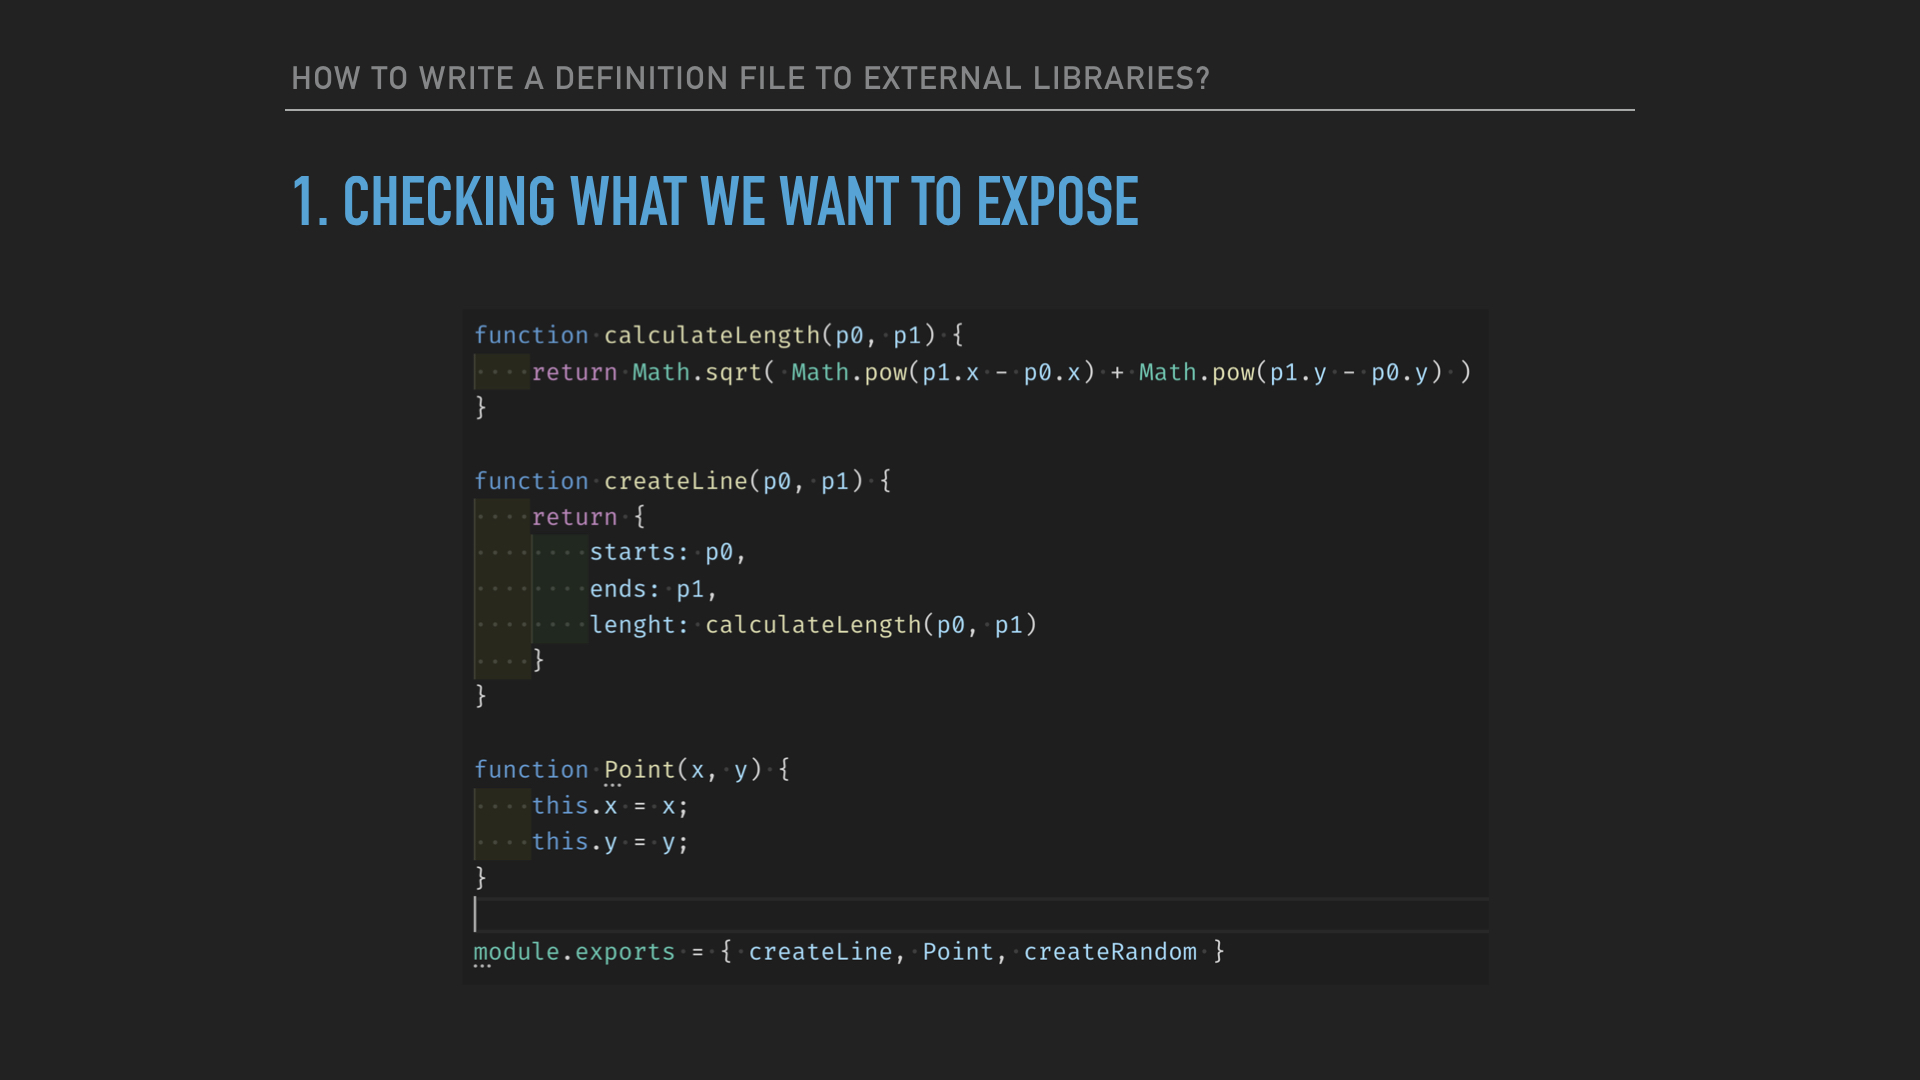 HOW TO WRITE A DEFINITION FILE TO EXTERNAL LIBRARIES?
1. CHECKING WHAT WE WANT TO EXPOSE
function calculateLength(p0, p1) {
    return Math.sqrt( Math.pow(p1.x - p0.x) + Math.pow(p1.y - p0.y) )
}
function createLine(p0, p1) {
    return {
        starts: p0,
        ends: p1,
        lenght: calculateLength(p0, p1)
    }
}
function Point(x, y) {
    this.x = x;
    this.y = y;
}
module.exports = { createLine, Point, createRandom }